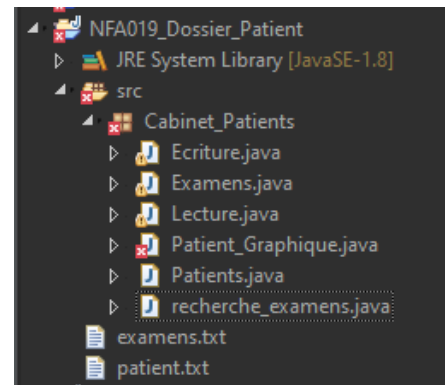 NFA019_Dossier_Patient
JRE System Library [JavaSE-1.8]
src
Cabinet_Patients
Ecriture.java
Examens.java
Lecture.java
Patient_Graphique.java
Patients.java
recherche_examens.java
examens.txt
patient.txt